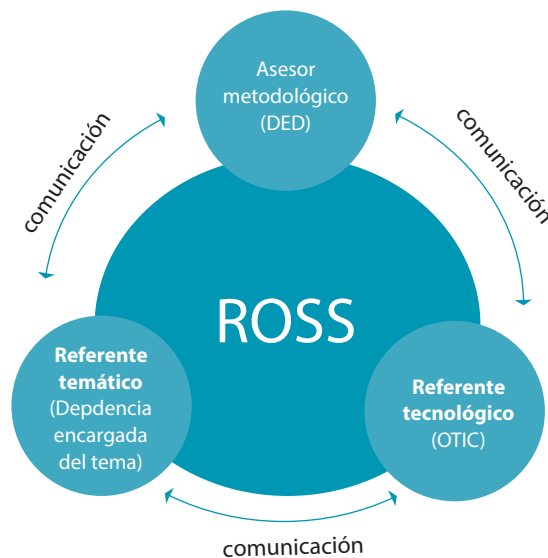 Asesor
metodológico
(DED)
comunicación
comunicación
ROSS
Referente
temático
(Depdencia
encargada
del tema)
Referente
tecnológico
(OTIC)
comunicación